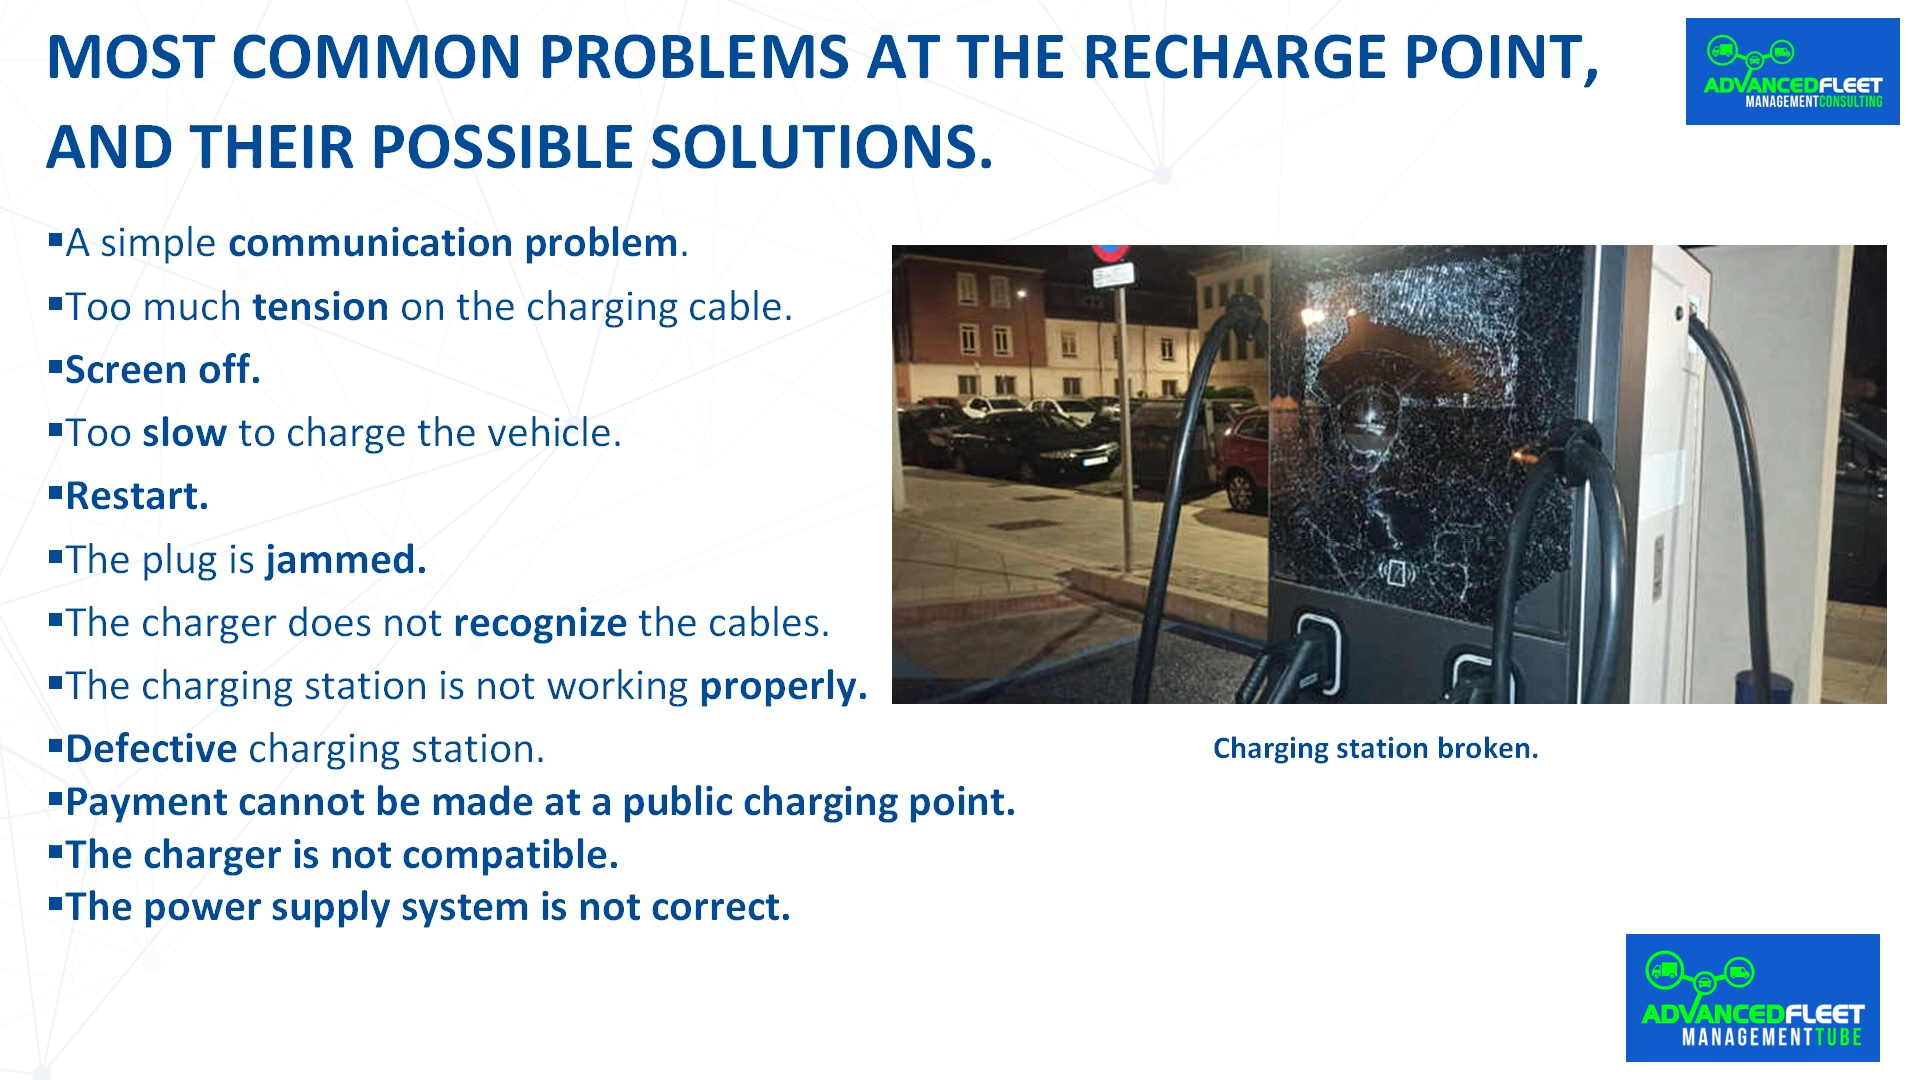 MOST COMMON PROBLEMS AT THE RECHARGE POINT,
AND THEIR POSSIBLE SOLUTIONS.
ADVANCEDFLEET
MANAGEMENTCONSULTING
▪A simple communication problem.
▪Too much tension on the charging cable.
▪Screen off.
▪Too slow to charge the vehicle.
▪Restart.
▪The plug is jammed.
▪The charger does not recognize the cables.
▪The charging station is not working properly.
▪Defective charging station.
▪Payment cannot be made at a public charging point.
▪The charger is not compatible.
▪The power supply system is not correct.
Charging station broken.
ADVANCEDFLEET
MANAGEMENTTUBE